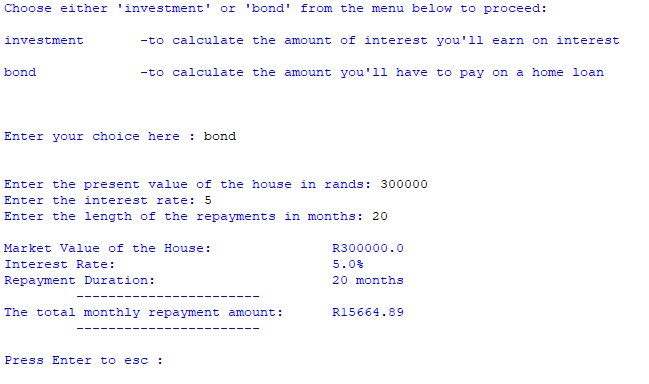 Choose either 'investment' or 'bond' from the menu below to proceed:
investment -to calculate the amount of interest you'll earn on interest
bond -to calculate the amount you'll have to pay on a home loan
Enter your choice here : bond
Enter the present value of the house in rands: 300000
Enter the interest rate: 5
Enter the length of the repayments in months: 20
Market Value of the House: R300000.0
Interest Rate: 5.0%
Repayment Duration: 20 months
-----------------------
The total monthly repayment amount: R15664.89
-----------------------
Press Enter to esc :